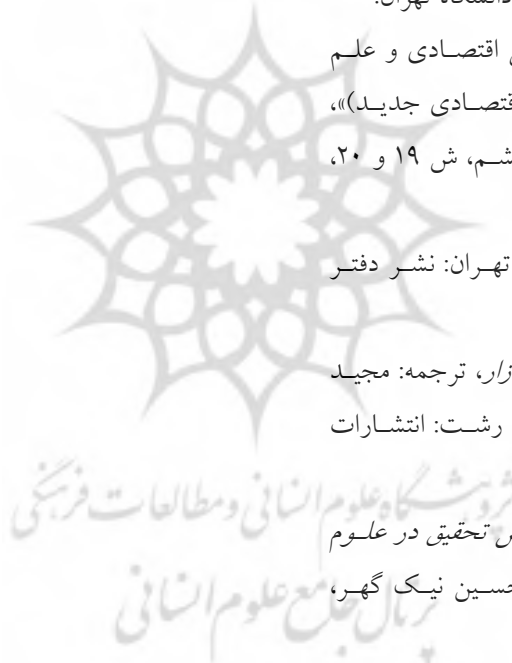 دانشگاه تهران.
اقتصادی و علم
قتصادی جدید)»،
شم، ش ۱۹ و ۲۰،
تهران: نشر دفتر
زار، ترجمه: مجید
رشت: انتشارات
پژوهشگاه علوم انسانی و مطالعات فرهنگی
ش تحقیق در علوم
حسین نیک گهر،
پرتال جامع علوم انسانی